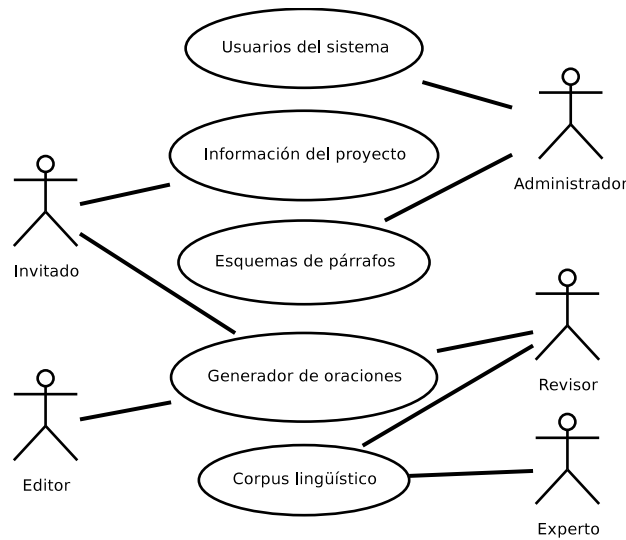 Usuarios del sistema
Información del proyecto
Administrador
Esquemas de párrafos
Invitado
Generador de oraciones
Revisor
Editor
Corpus lingüístico
Experto